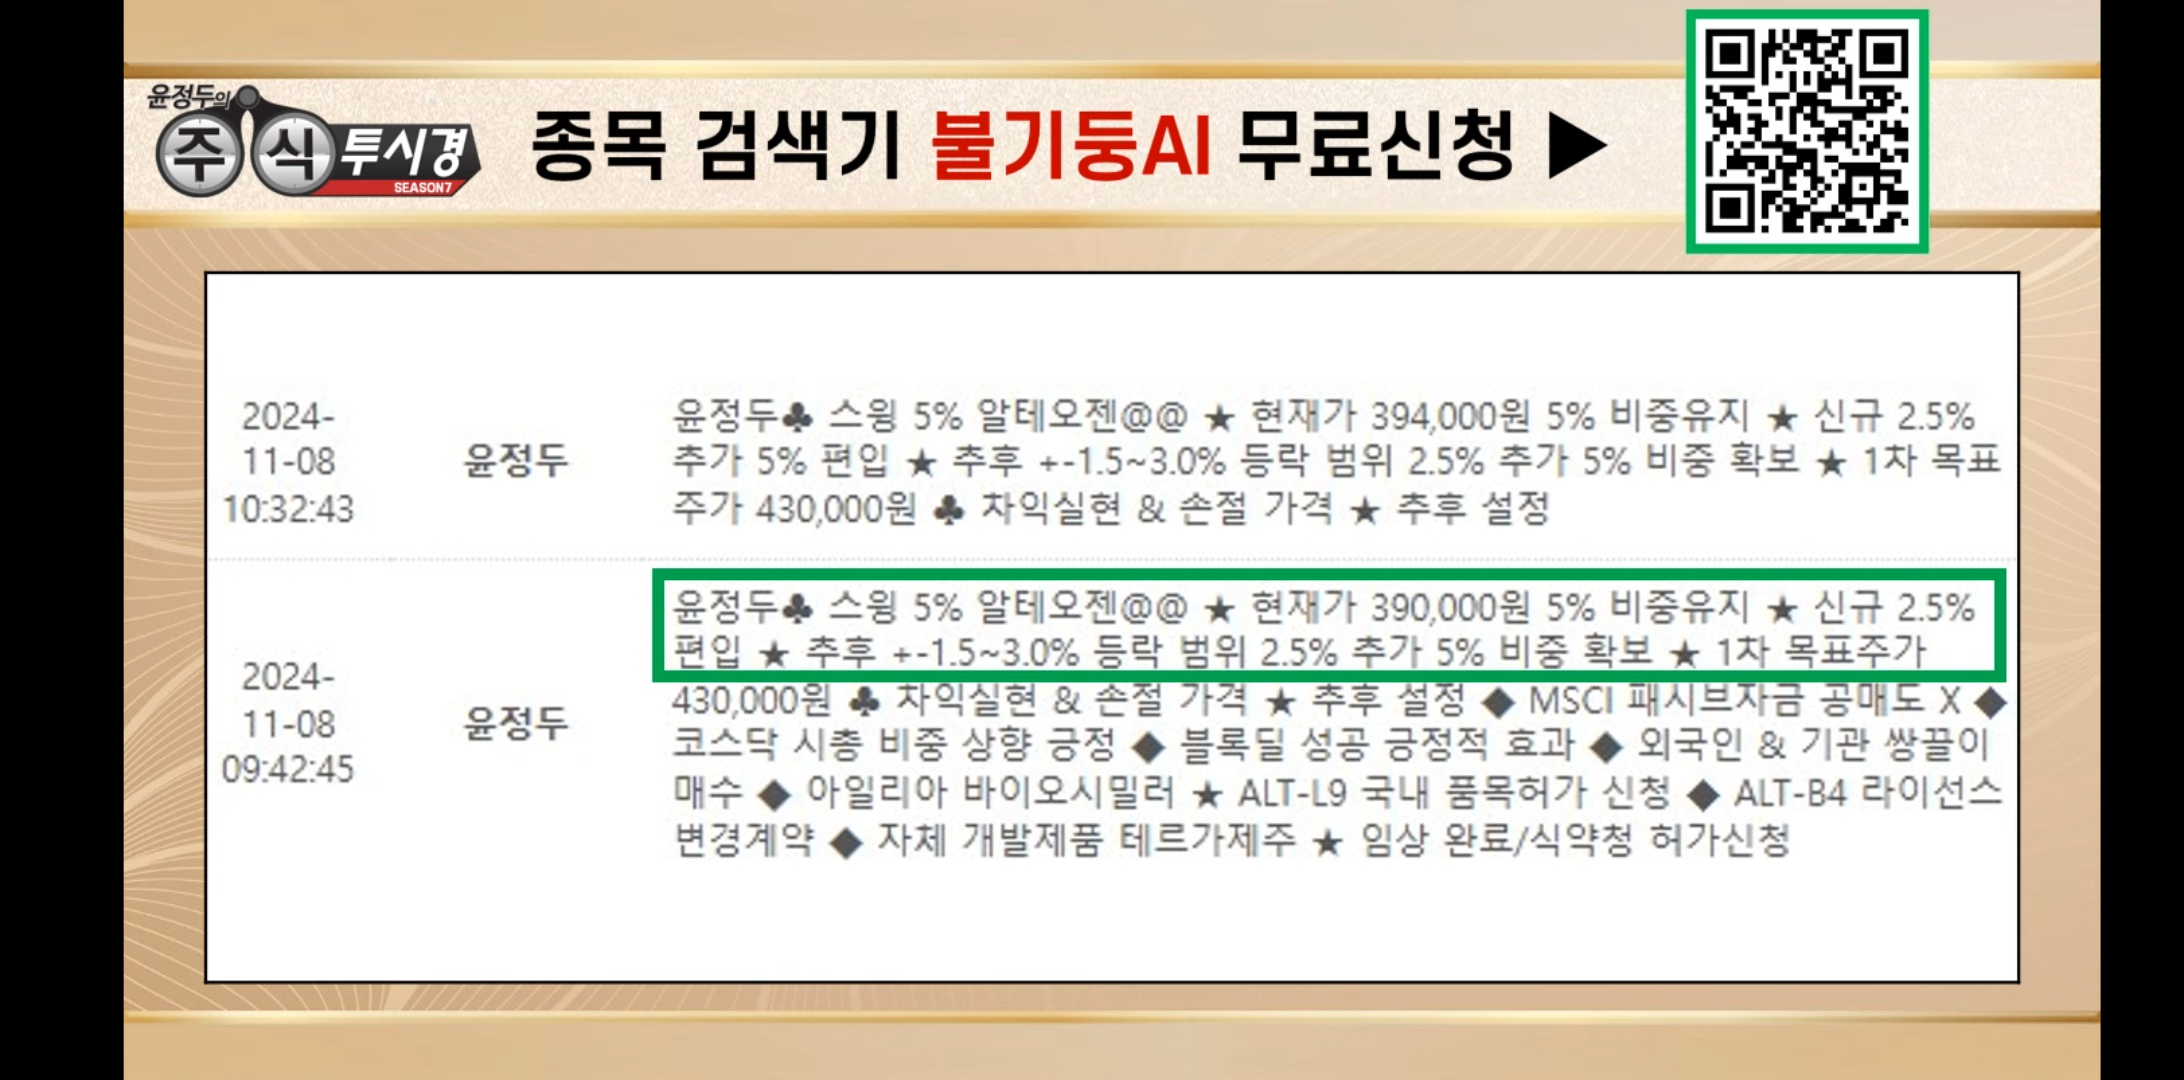 윤정두의
주식투시경
SEASON7
종목 검색기 불기둥AI 무료신청 ▶
2024-
11-08
10:32:43
윤정두
윤정두♣ 스윙 5% 알테오젠@@ ★ 현재가 394,000원 5% 비중유지 ★ 신규 2.5%
추가 5% 편입 ★ 추후 +-1.5~3.0% 등락 범위 2.5% 추가 5% 비중 확보 ★ 1차 목표
주가 430,000원 ♣ 차익실현 & 손절 가격 ★ 추후 설정
2024-
11-08
09:42:45
윤정두
윤정두♣ 스윙 5% 알테오젠@@ ★ 현재가 390,000원 5% 비중유지 ★ 신규 2.5%
편입 ★ 추후 +-1.5~3.0% 등락 범위 2.5% 추가 5% 비중 확보 ★ 1차 목표주가
430,000원 ♣ 차익실현 & 손절 가격 ★ 추후 설정 ◆ MSCI 패시브자금 공매도 X ◆
코스닥 시총 비중 상향 긍정 ◆ 블록딜 성공 긍정적 효과 ◆ 외국인 & 기관 쌍끌이
매수 ◆ 아일리아 바이오시밀러 ★ ALT-L9 국내 품목허가 신청 ◆ ALT-B4 라이선스
변경계약 ◆ 자체 개발제품 테르가제주 ★ 임상 완료/식약청 허가신청